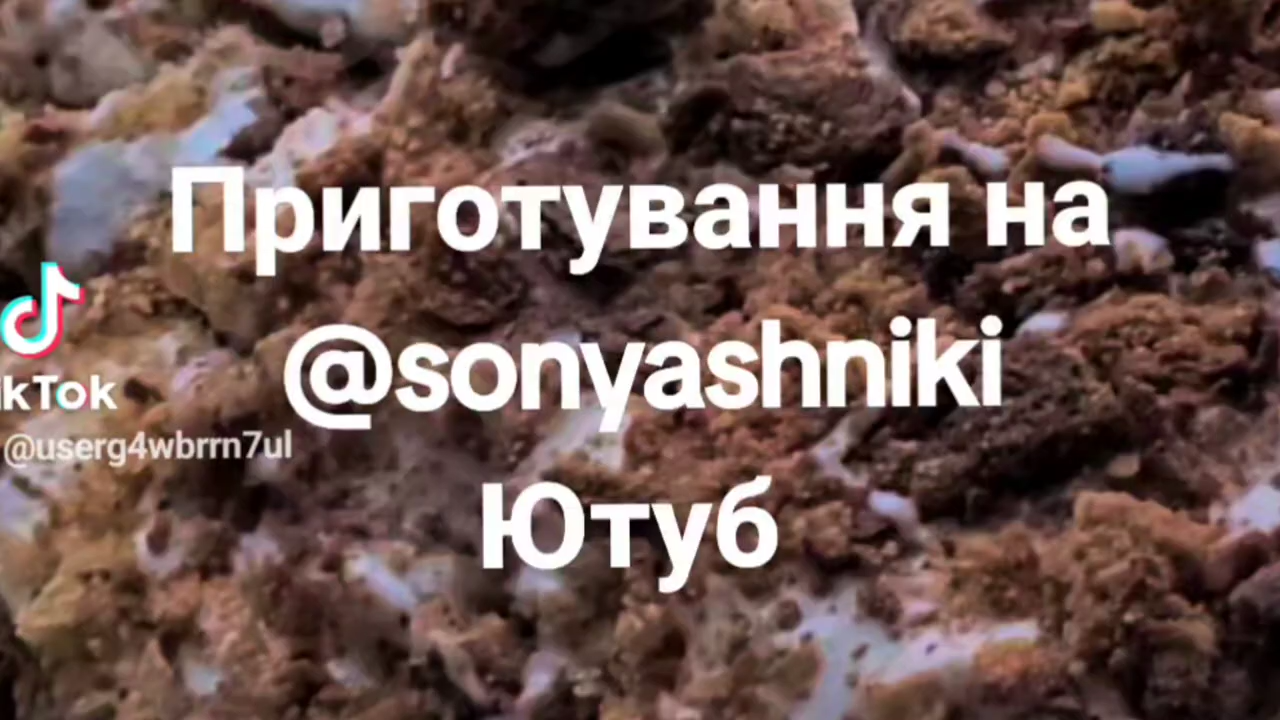 Приготування на
@sonyashniki
Ютуб
kTok
@userg4wbrrn7ul